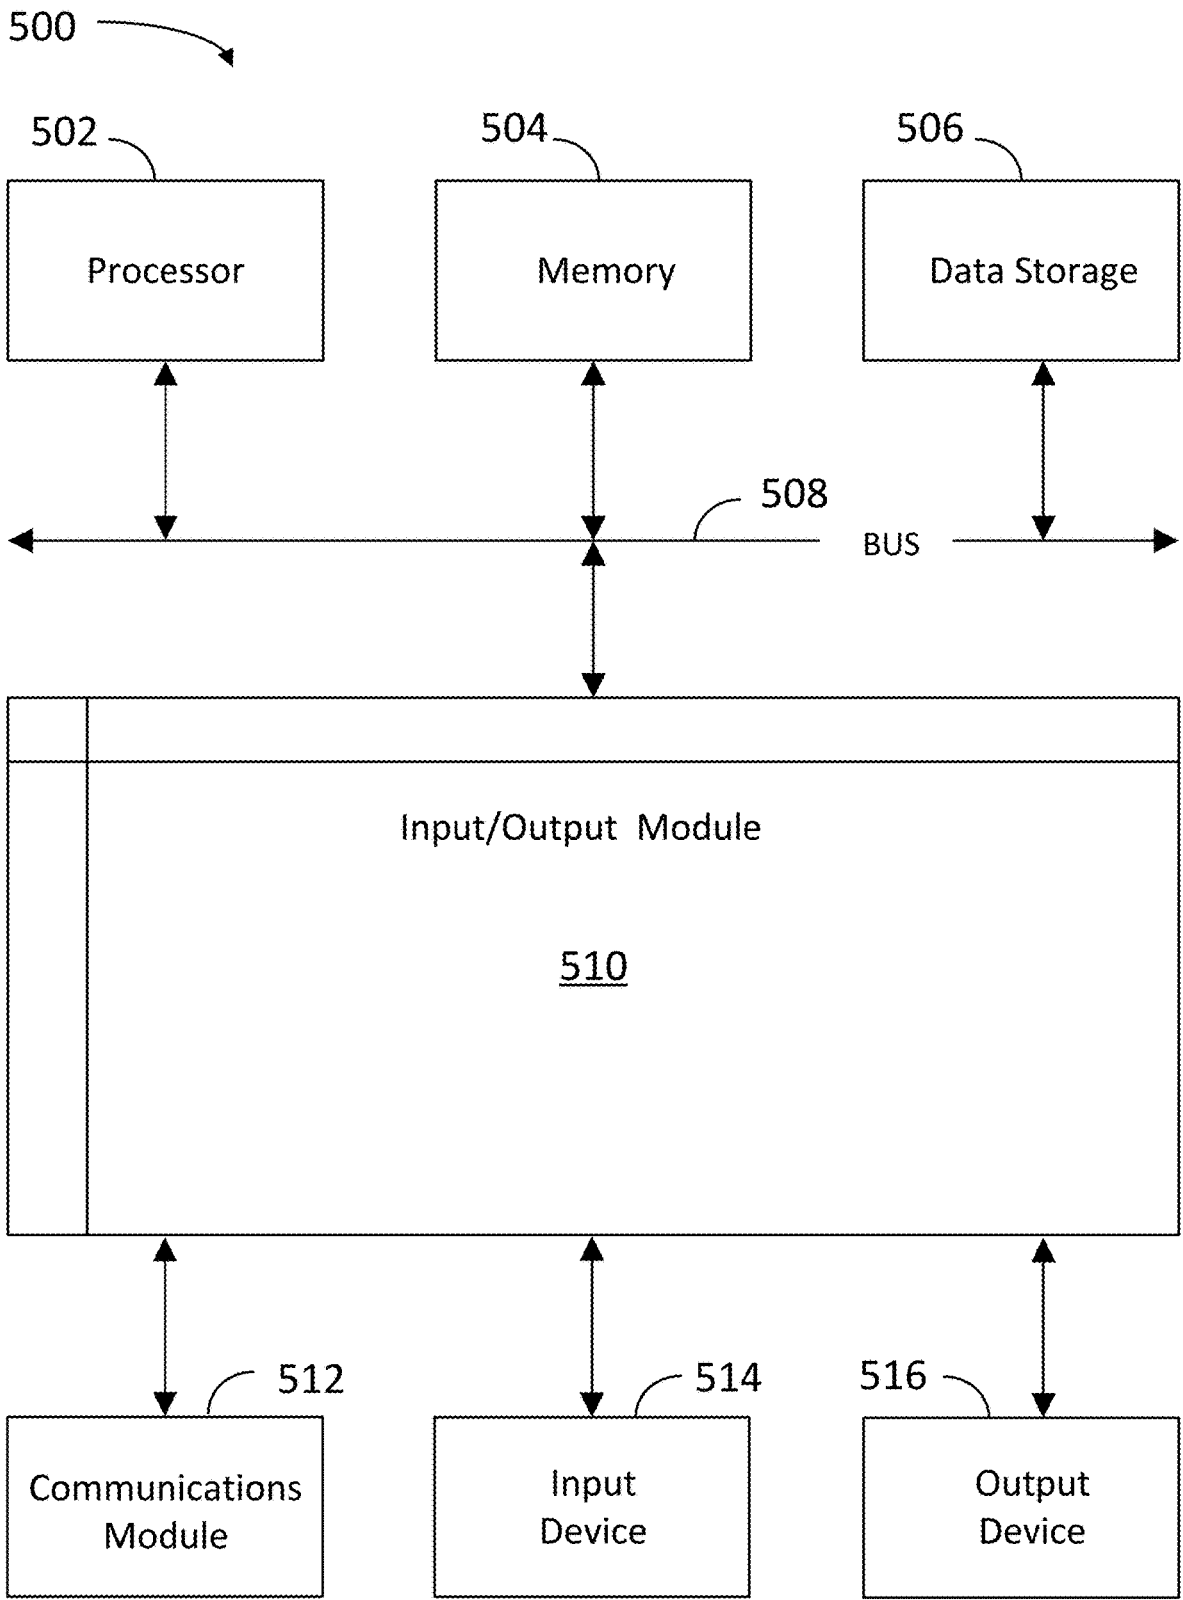 500
502
504
506
Processor
Memory
Data Storage
508
BUS
Input/Output Module
510
512
514
516
Communications
Module
Input
Device
Output
Device